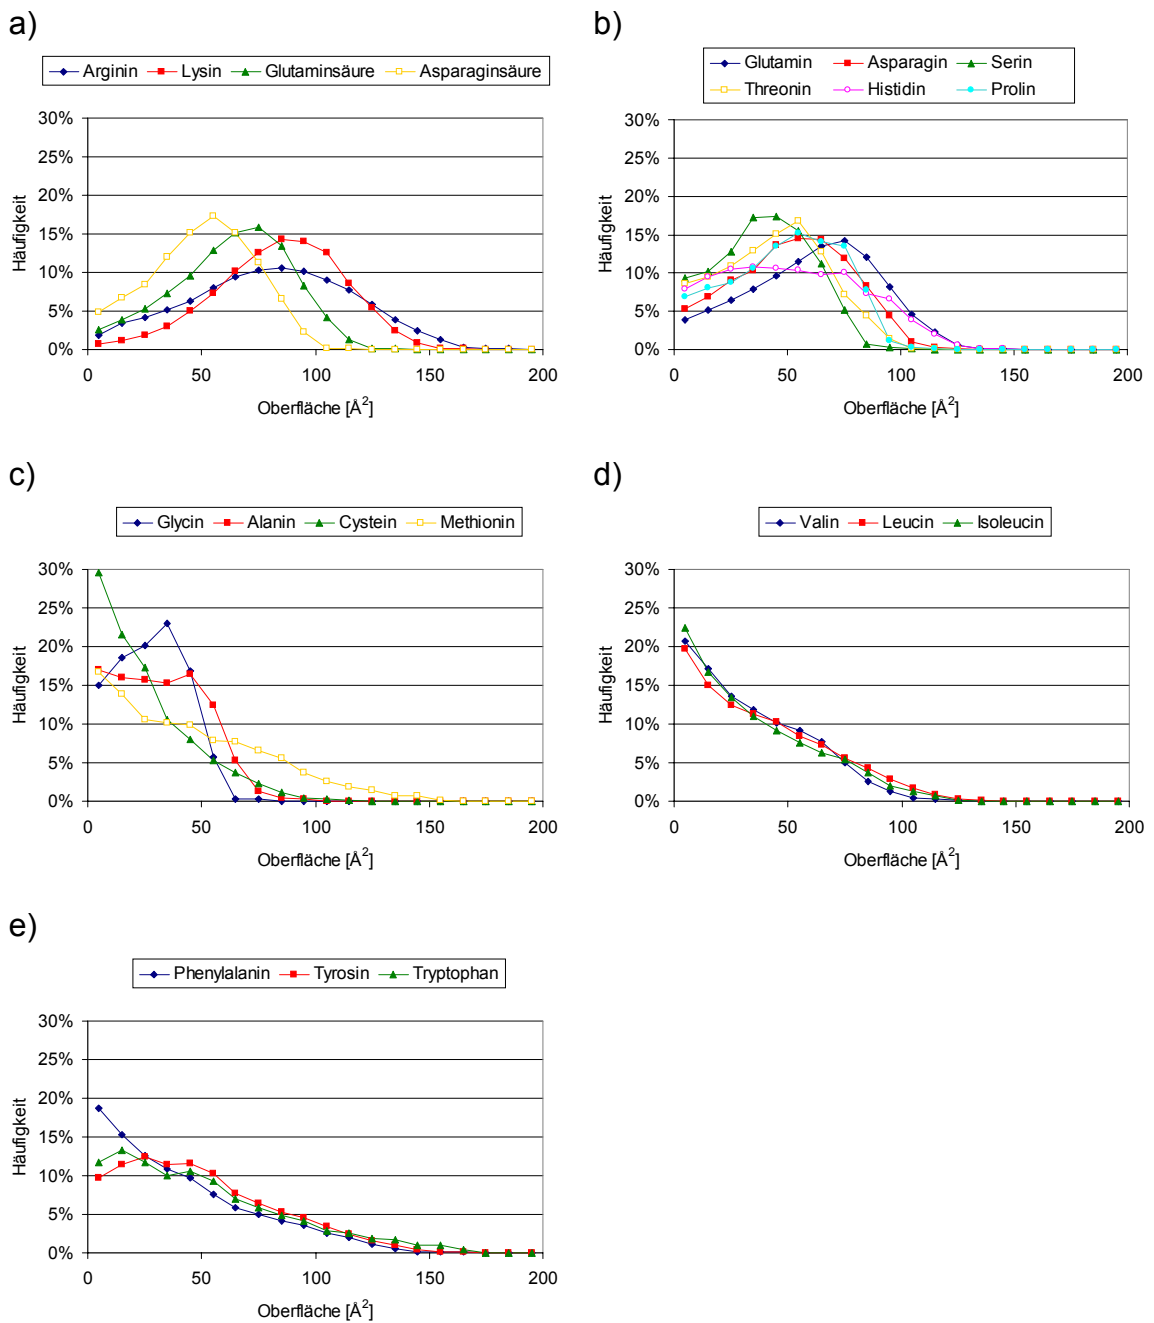 a)
Arginin Lysin Glutaminsäure Asparaginsäure
30%
25%
20%
15%
10%
5%
0%
Häufigkeit
0 50 100 150 200
Oberfläche [Å²]
b)
Glutamin Asparagin Serin
Threonin Histidin Prolin
30%
25%
20%
15%
10%
5%
0%
Häufigkeit
0 50 100 150 200
Oberfläche [Å²]
c)
Glycin Alanin Cystein Methionin
30%
25%
20%
15%
10%
5%
0%
Häufigkeit
0 50 100 150 200
Oberfläche [Å²]
d)
Valin Leucin Isoleucin
30%
25%
20%
15%
10%
5%
0%
Häufigkeit
0 50 100 150 200
Oberfläche [Å²]
e)
Phenylalanin Tyrosin Tryptophan
30%
25%
20%
15%
10%
5%
0%
Häufigkeit
0 50 100 150 200
Oberfläche [Å²]